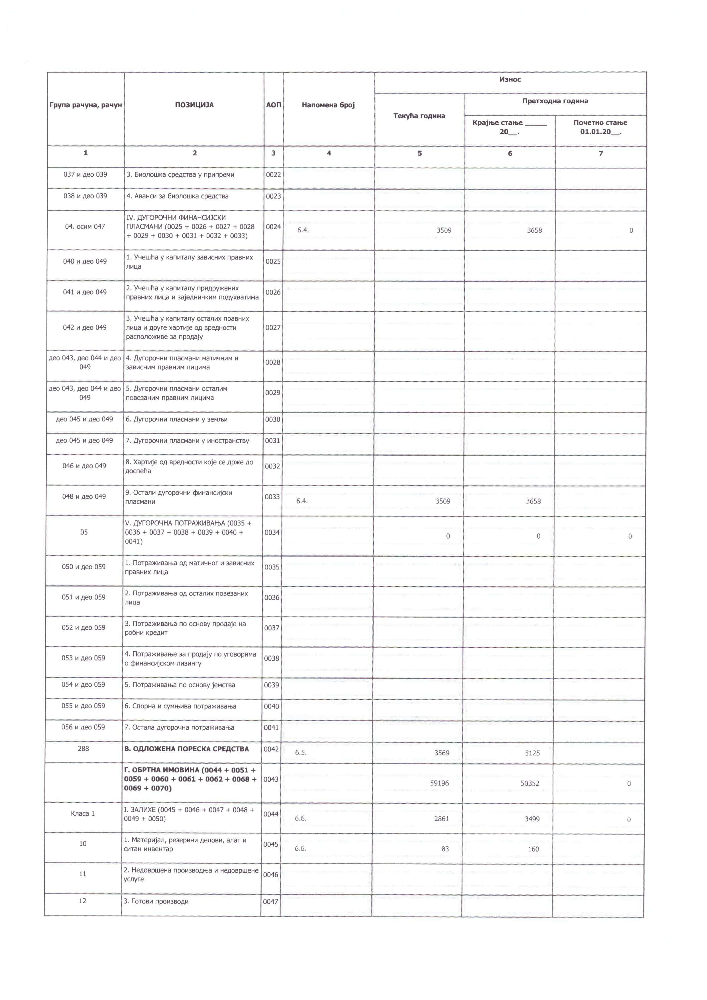 Износ
Група рачуна, рачун ПОЗИЦИЈА АОП Напомена број
Претходна година
Текућа година
Крајње стање ______ Почетно стање
20__. 01.01.20__.
1 2 3 4 5 6 7
037 и део 039 3. Биолошка средства у припреми 0022
038 и део 039 4. Аванси за биолошка средства 0023
IV. ДУГОРОЧНИ ФИНАНСИЈСКИ
04. осим 047 ПЛАСМАНИ (0025 + 0026 + 0027 + 0028 0024 6.4. 3509 3658 0
+ 0029 + 0030 + 0031 + 0032 + 0033)
040 и део 049 1. Учешћа у капиталу зависних правних 0025
лица
041 и део 049 2. Учешћа у капиталу придружених 0026
правних лица и заједничким подухватима
3. Учешћа у капиталу осталих правних
042 и део 049 лица и друге хартије од вредности 0027
расположиве за продају
део 043, део 044 и део 4. Дугорочни пласмани матичним и 0028
049 зависним правним лицима
део 043, део 044 и део 5. Дугорочни пласмани осталим 0029
049 повезаним правним лицима
део 045 и део 049 6. Дугорочни пласмани у земљи 0030
део 045 и део 049 7. Дугорочни пласмани у иностранству 0031
046 и део 049 8. Хартије од вредности које се држе до 0032
доспећа
048 и део 049 9. Остали дугорочни финансијски 0033
пласмани 6.4. 3509 3658
V. ДУГОРОЧНА ПОТРАЖИВАЊА (0035 +
05 0036 + 0037 + 0038 + 0039 + 0040 + 0034 0 0 0
0041)
050 и део 059 1. Потраживања од матичног и зависних 0035
правних лица
051 и део 059 2. Потраживања од осталих повезаних 0036
лица
052 и део 059 3. Потраживања по основу продаје на 0037
робни кредит
053 и део 059 4. Потраживање за продају по уговорима 0038
о финансијском лизингу
054 и део 059 5. Потраживања по основу јемства 0039
055 и део 059 6. Спорна и сумњива потраживања 0040
056 и део 059 7. Остала дугорочна потраживања 0041
288 В. ОДЛОЖЕНА ПОРЕСКА СРЕДСТВА 0042 6.5. 3569 3125
Г. ОБРТНА ИМОВИНА (0044 + 0051 +
0059 + 0060 + 0061 + 0062 + 0068 + 0043 59196 50352 0
0069 + 0070)
Класа 1 I. ЗАЛИХЕ (0045 + 0046 + 0047 + 0048 + 0044
0049 + 0050) 6.6. 2861 3499 0
10 1. Материјал, резервни делови, алат и 0045
ситан инвентар 6.6. 83 160
11 2. Недовршена производња и недовршене 0046
услуге
12 3. Готови производи 0047